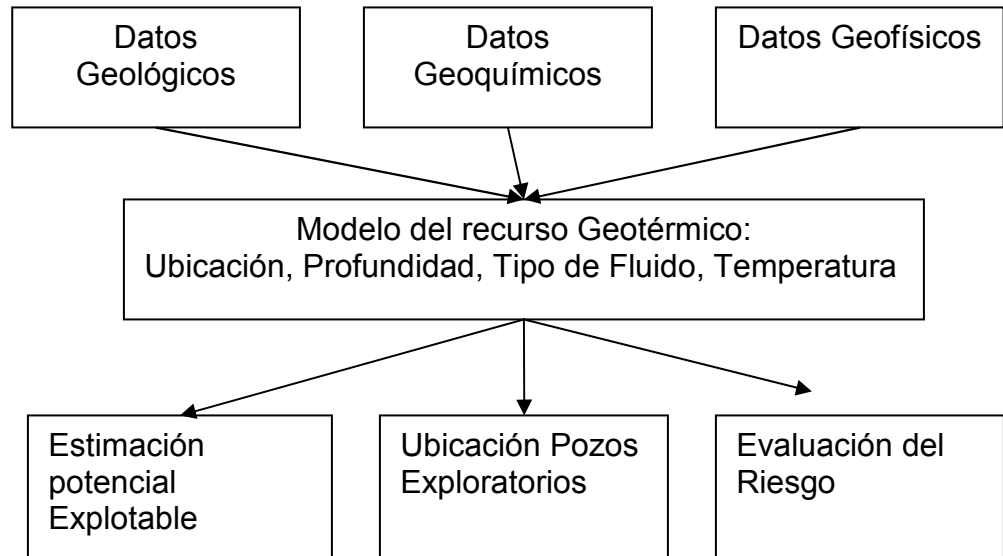 Datos
Geológicos
Datos
Geoquímicos
Datos Geofísicos
Modelo del recurso Geotérmico:
Ubicación, Profundidad, Tipo de Fluido, Temperatura
Estimación
potencial
Explotable
Ubicación Pozos
Exploratorios
Evaluación del
Riesgo